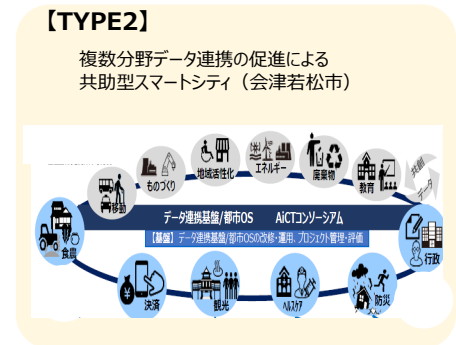 【TYPE2】
複数分野データ連携の促進による
共助型スマートシティ（会津若松市）
移動
ものづくり
地域活性化
エネルギー
廃棄物
教育
共助
データ
データ連携基盤/都市OS　AiCTコンソーシアム
【基盤】データ連携基盤/都市OSの改修・運用、プロジェクト管理・評価
食農
行政
決済
観光
ヘルスケア
防災